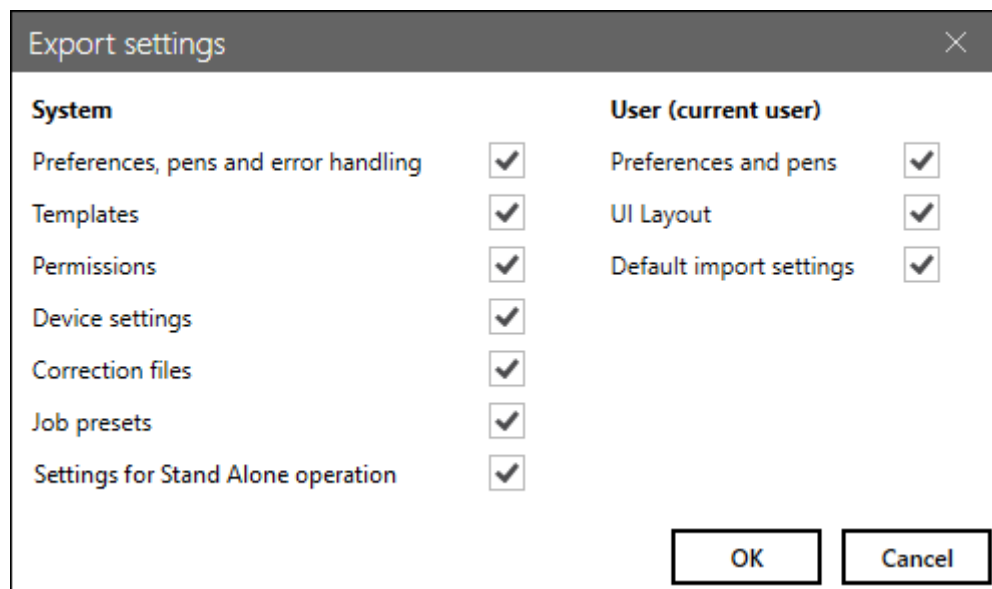 Export settings
System
Preferences, pens and error handling
Templates
Permissions
Device settings
Correction files
Job presets
Settings for Stand Alone operation
User (current user)
Preferences and pens
UI Layout
Default import settings
OK
Cancel